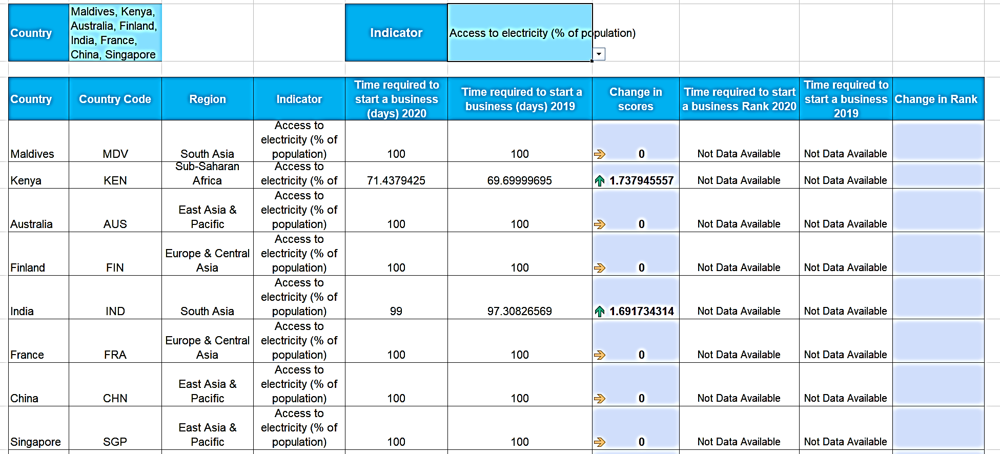 Country
Maldives, Kenya,
Australia, Finland,
India, France,
China, Singapore
Indicator
Access to electricity (% of population)
Country
Country Code
Region
Indicator
Time required to
start a business
(days) 2020
Time required to start a
business (days) 2019
Change in
scores
Time required to start
a business Rank 2020
Time required to
start a business
2019
Change in Rank
Maldives
MDV
South Asia
Access to
electricity (% of
population)
100
100
0
Not Data Available
Not Data Available
Kenya
KEN
Sub-Saharan
Africa
Access to
electricity (% of
71.4379425
69.69999695
1.737945557
Not Data Available
Not Data Available
Australia
AUS
East Asia &
Pacific
Access to
electricity (% of
population)
100
100
0
Not Data Available
Not Data Available
Finland
FIN
Europe & Central
Asia
Access to
electricity (% of
population)
100
100
0
Not Data Available
Not Data Available
India
IND
South Asia
Access to
electricity (% of
population)
99
97.30826569
1.691734314
Not Data Available
Not Data Available
France
FRA
Europe & Central
Asia
Access to
electricity (% of
population)
100
100
0
Not Data Available
Not Data Available
China
CHN
East Asia &
Pacific
Access to
electricity (% of
population)
100
100
0
Not Data Available
Not Data Available
Singapore
SGP
East Asia &
Pacific
Access to
electricity (% of
population)
100
100
0
Not Data Available
Not Data Available